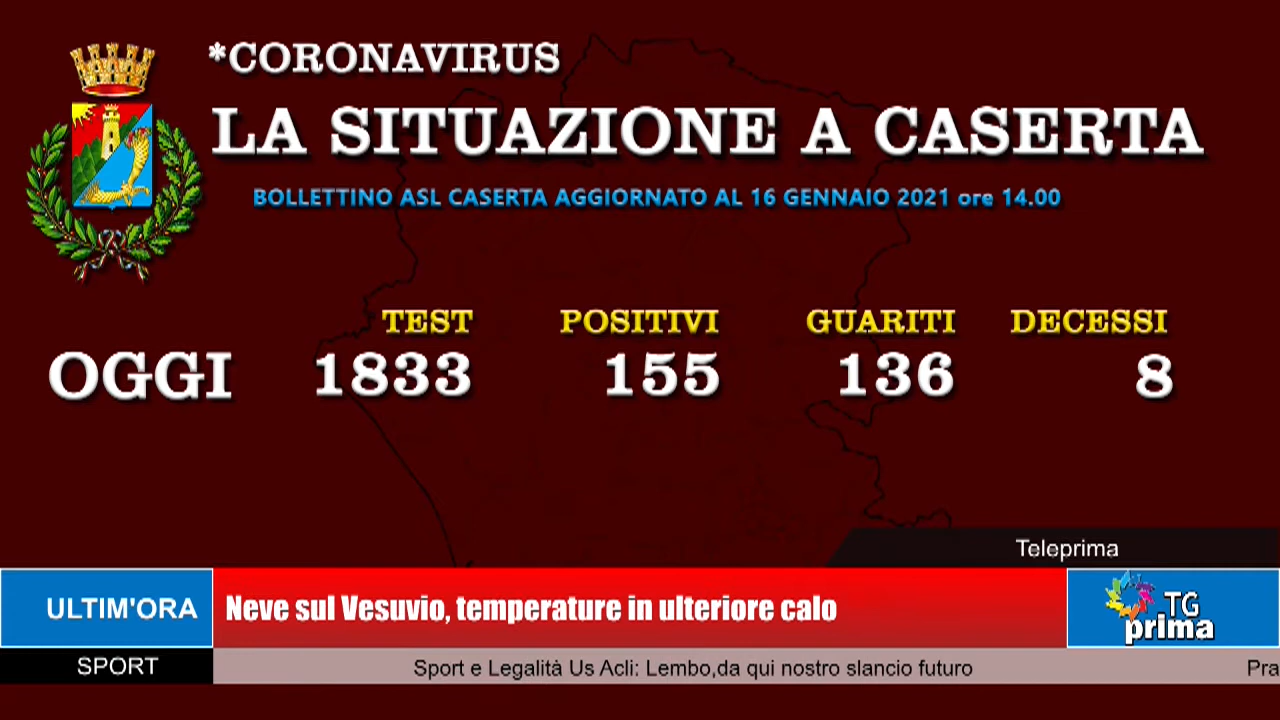 *CORONAVIRUS
LA SITUAZIONE A CASERTA
BOLLETTINO ASL CASERTA AGGIORNATO AL 16 GENNAIO 2021 ore 14.00
TEST POSITIVI GUARITI DECESSI
OGGI 1833 155 136 8
Teleprima
ULTIM'ORA Neve sul Vesuvio, temperature in ulteriore calo
TG
prima
SPORT Sport e Legalità Us Acli: Lembo,da qui nostro slancio futuro Pra